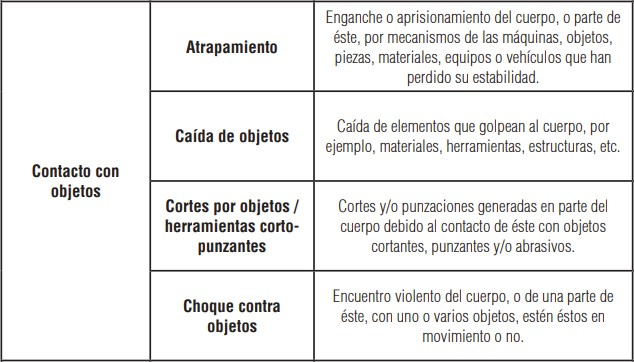 Contacto con
objetos
Atrapamiento
Enganche o aprisionamiento del cuerpo, o parte de
éste, por mecanismos de las máquinas, objetos,
piezas, materiales, equipos o vehículos que han
perdido su estabilidad.
Caída de objetos
Caída de elementos que golpean al cuerpo, por
ejemplo, materiales, herramientas, estructuras, etc.
Cortes por objetos /
herramientas corto-
punzantes
Cortes y/o punzaciones generadas en parte del
cuerpo debido al contacto de éste con objetos
cortantes, punzantes y/o abrasivos.
Choque contra
objetos
Encuentro violento del cuerpo, o de una parte de
éste, con uno o varios objetos, estén éstos en
movimiento o no.